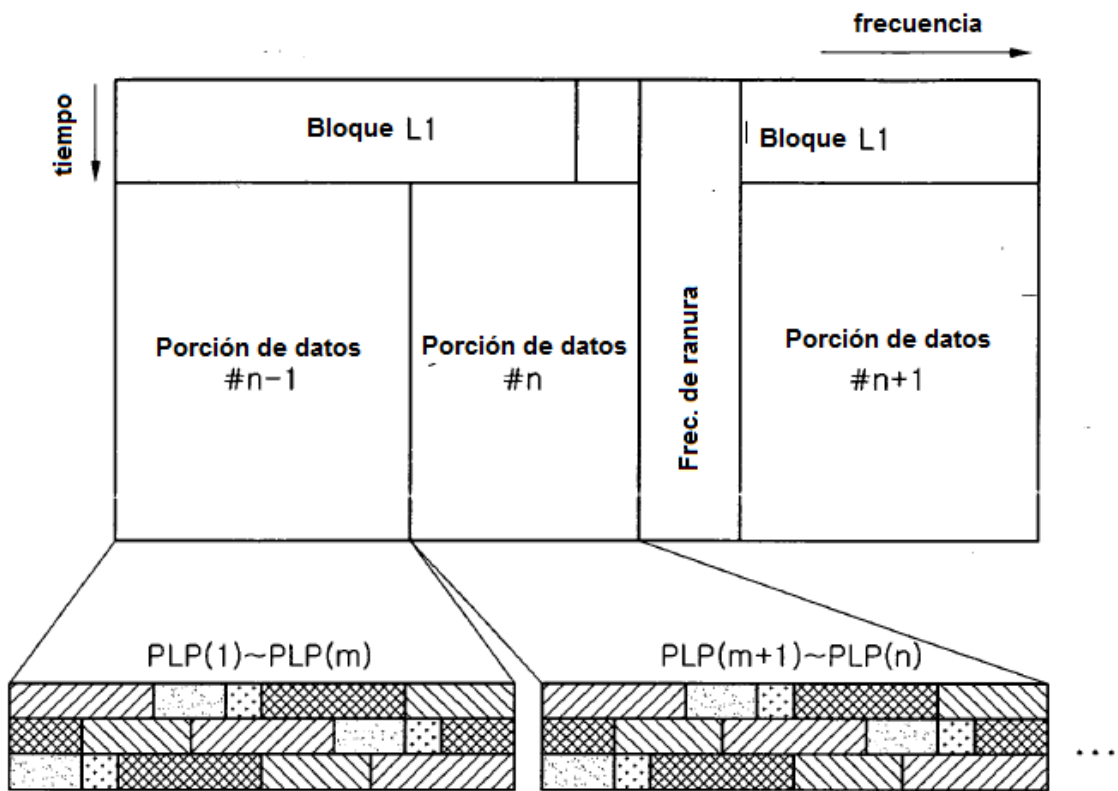 frecuencia
tiempo
Bloque L1
Bloque L1
Porción de datos
#n-1
Porción de datos
#n
Frec. de ranura
Porción de datos
#n+1
PLP(1)~PLP(m)
PLP(m+1)~PLP(n)
...